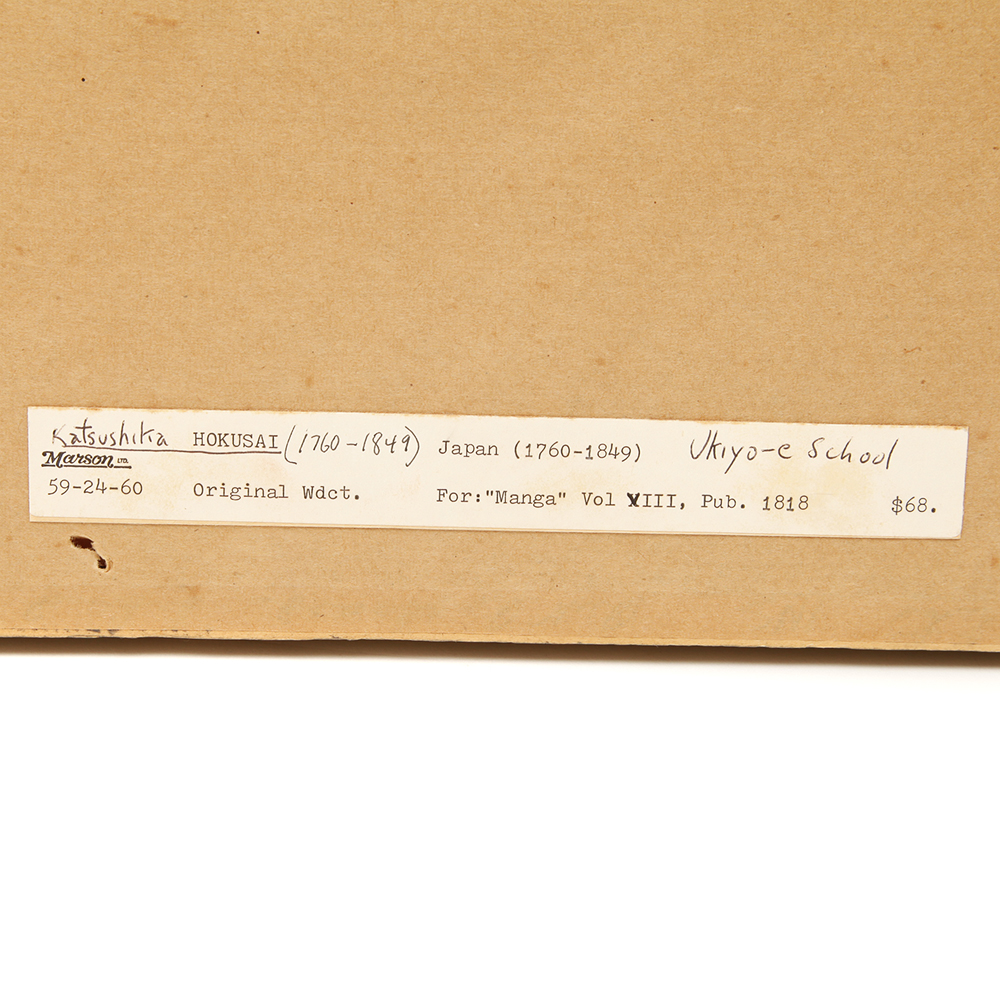 Katsushika HOKUSAI (1760-1849) Japan (1760-1849) Ukiyo-e School
Marson LTD.
59-24-60 Original Wdct. For:"Manga" Vol VIII, Pub. 1818 $68.